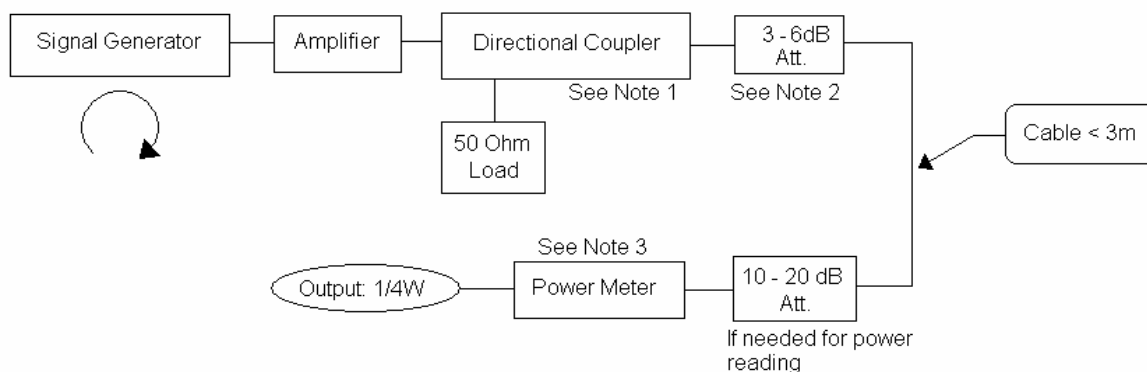 Signal Generator
Amplifier
Directional Coupler
3 - 6dB
Att.
See Note 1
See Note 2
50 Ohm
Load
Cable < 3m
See Note 3
Output: 1/4W
Power Meter
10 - 20 dB
Att.
If needed for power
reading